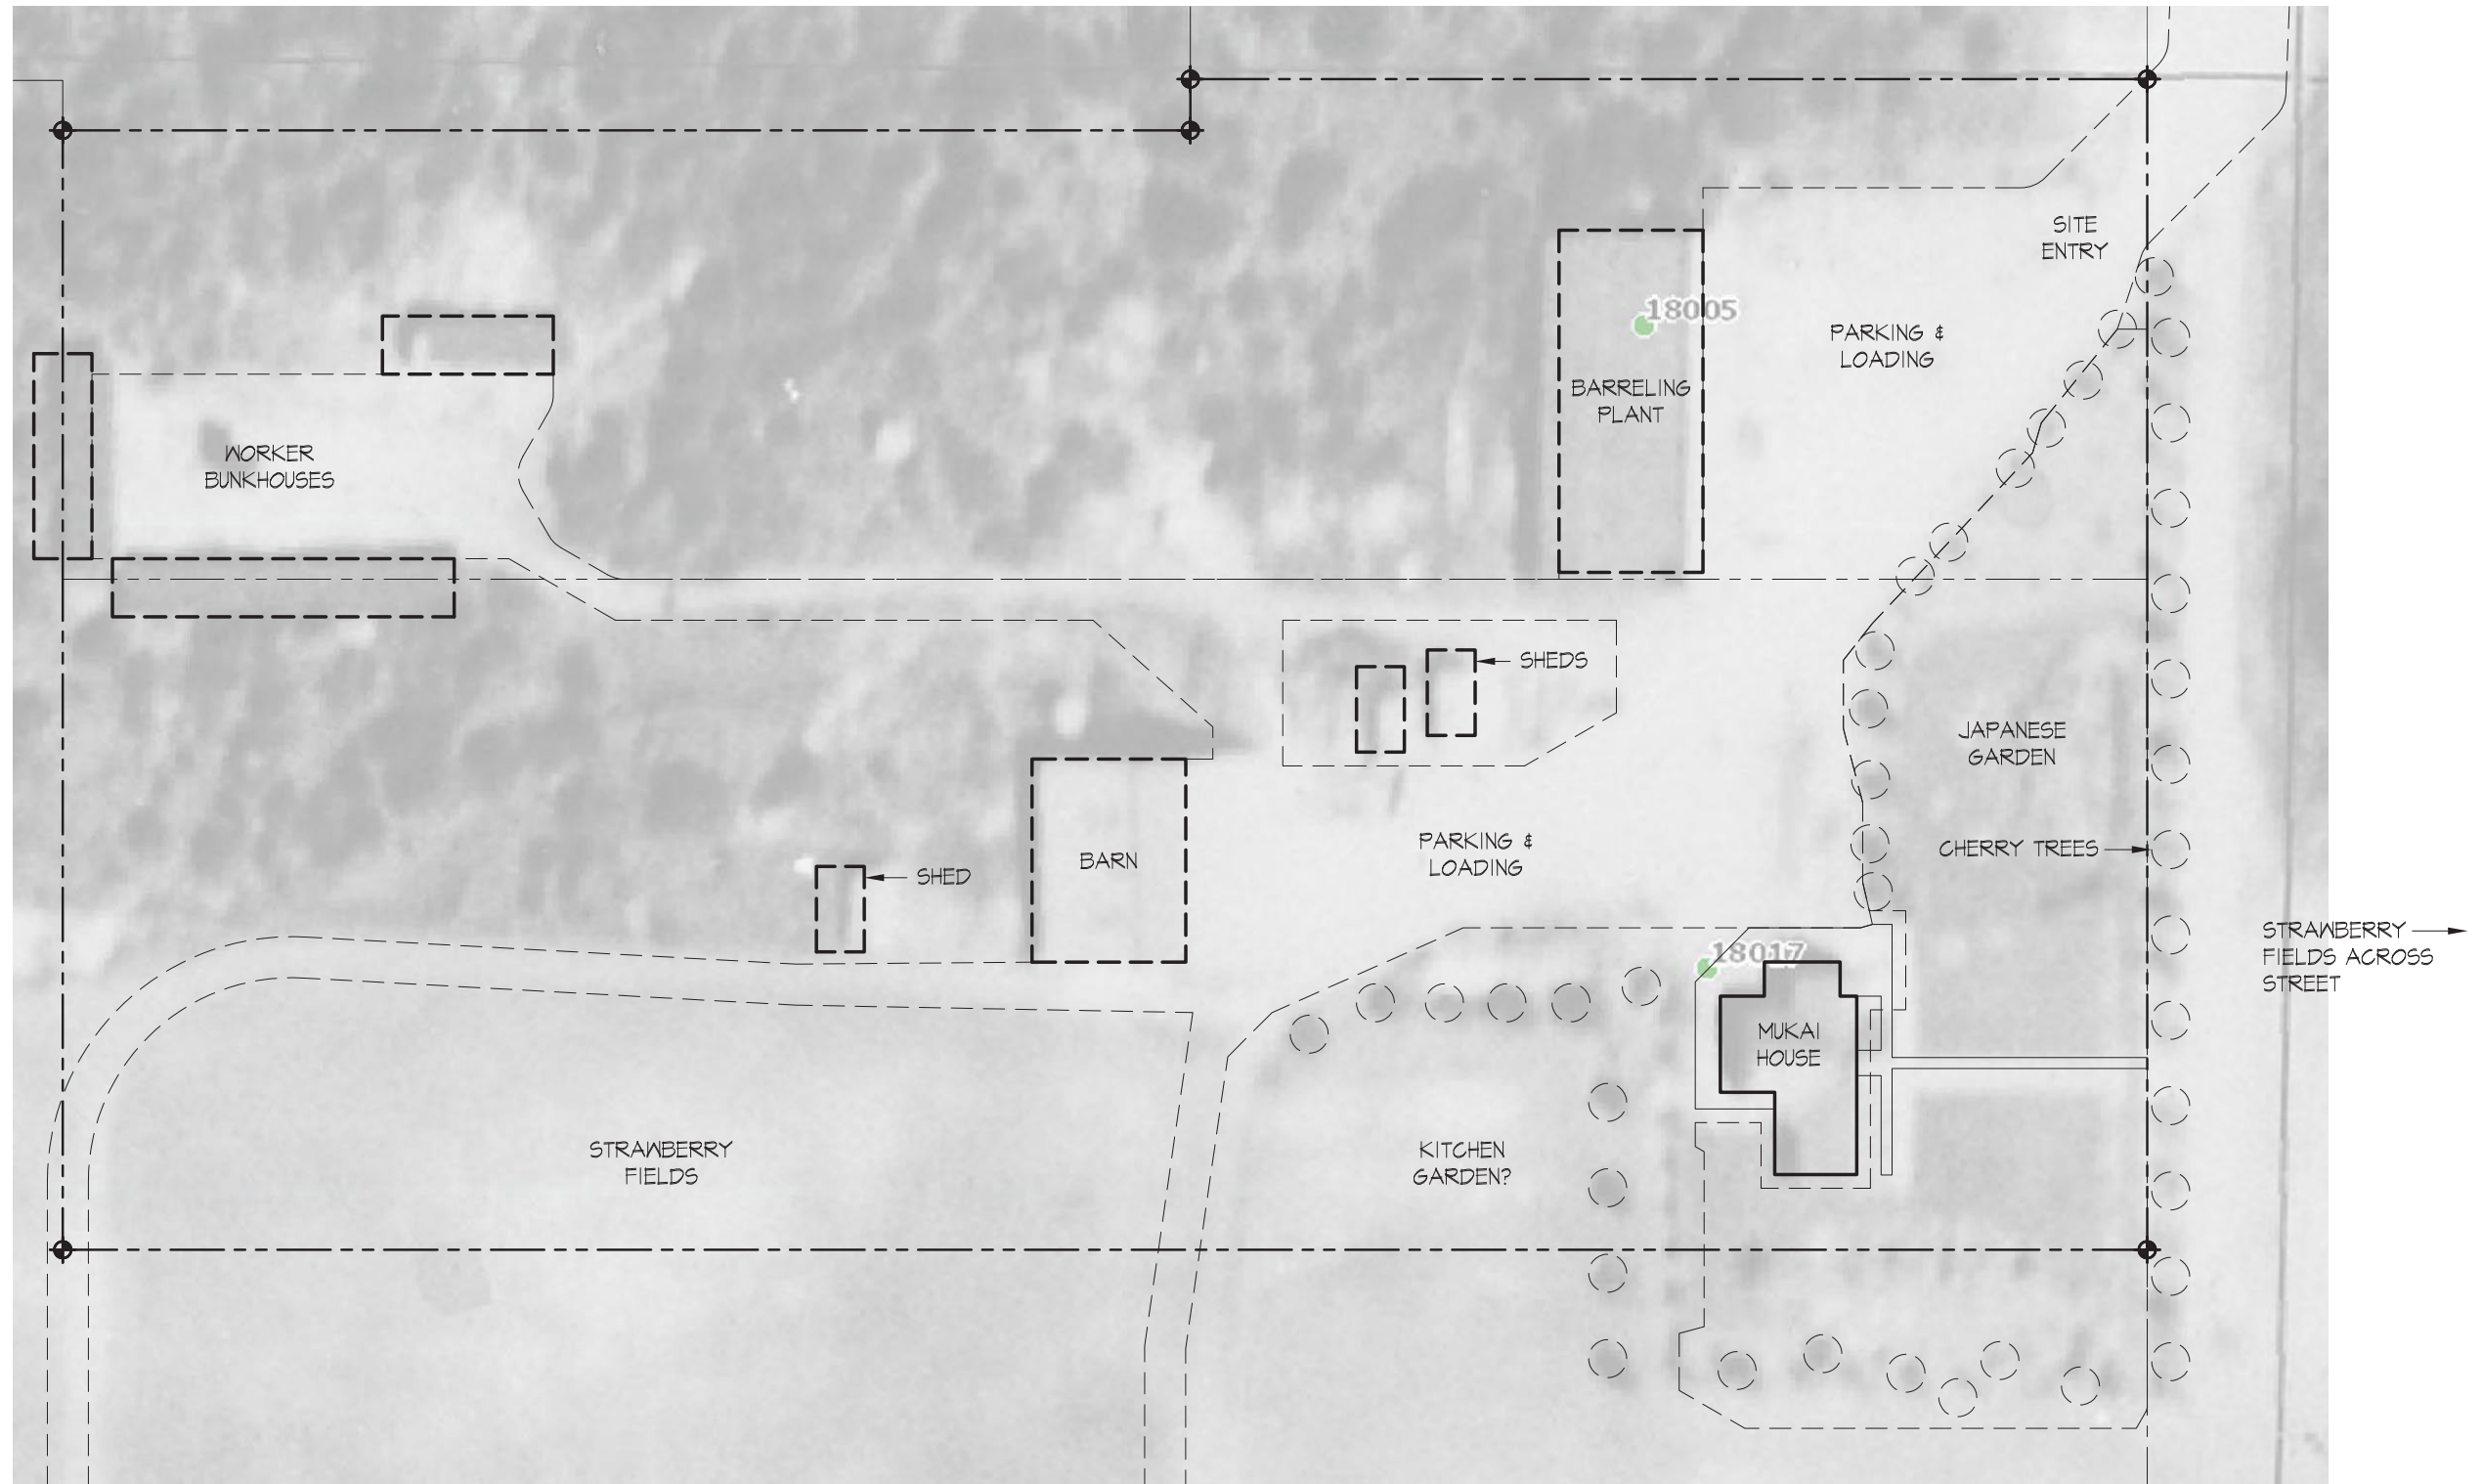 SITE
ENTRY
18005
PARKING &
LOADING
BARRELING
PLANT
WORKER
BUNKHOUSES
SHEDS
JAPANESE
GARDEN
PARKING &
LOADING
CHERRY TREES
BARN
SHED
STRAWBERRY
FIELDS ACROSS
STREET
18017
MUKAI
HOUSE
STRAWBERRY
FIELDS
KITCHEN
GARDEN?